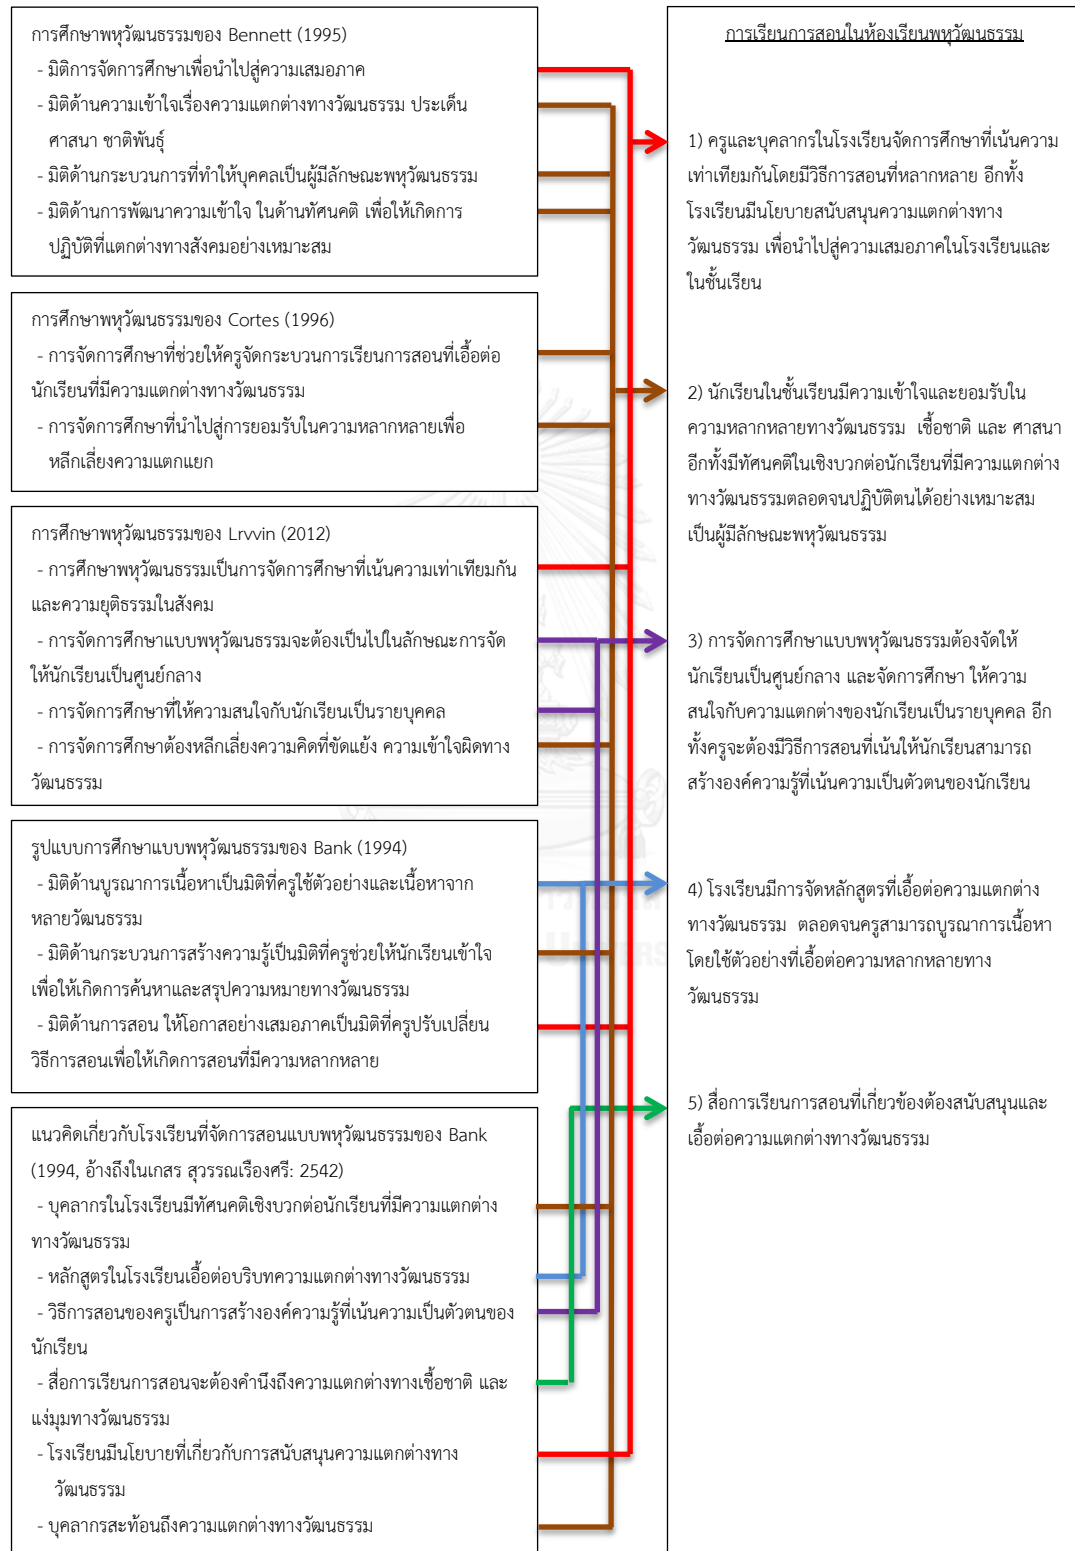 การศึกษาพหุวัฒนธรรมของ Bennett (1995)
- มิติการจัดการศึกษาเพื่อนำไปสู่ความเสมอภาค
- มิติด้านความเข้าใจเรื่องความแตกต่างทางวัฒนธรรม ประเด็น
ศาสนา ชาติพันธุ์
- มิติด้านกระบวนการที่ทำให้บุคคลเป็นผู้มีลักษณะพหุวัฒนธรรม
- มิติด้านการพัฒนาความเข้าใจ ในด้านทัศนคติ เพื่อให้เกิดการ
ปฏิบัติที่แตกต่างทางสังคมอย่างเหมาะสม
การศึกษาพหุวัฒนธรรมของ Cortes (1996)
- การจัดการศึกษาที่ช่วยให้ครูจัดกระบวนการเรียนการสอนที่เอื้อต่อ
นักเรียนที่มีความแตกต่างทางวัฒนธรรม
- การจัดการศึกษาที่นำไปสู่การยอมรับในความหลากหลายเพื่อ
หลีกเลี่ยงความแตกแยก
การศึกษาพหุวัฒนธรรมของ Lrvvin (2012)
- การศึกษาพหุวัฒนธรรมเป็นการจัดการศึกษาที่เน้นความเท่าเทียมกัน
และความยุติธรรมในสังคม
- การจัดการศึกษาแบบพหุวัฒนธรรมจะต้องเป็นไปในลักษณะการจัด
ให้นักเรียนเป็นศูนย์กลาง
- การจัดการศึกษาที่ให้ความสนใจกับนักเรียนเป็นรายบุคคล
- การจัดการศึกษาต้องหลีกเลี่ยงความคิดที่ขัดแย้ง ความเข้าใจผิดทาง
วัฒนธรรม
รูปแบบการศึกษาแบบพหุวัฒนธรรมของ Bank (1994)
- มิติด้านบูรณาการเนื้อหาเป็นมิติที่ครูใช้ตัวอย่างและเนื้อหาจาก
หลายวัฒนธรรม
- มิติด้านกระบวนการสร้างความรู้เป็นมิติที่ครูช่วยให้นักเรียนเข้าใจ
เพื่อให้เกิดการค้นหาและสรุปความหมายทางวัฒนธรรม
- มิติด้านการสอน ให้โอกาสอย่างเสมอภาคเป็นมิติที่ครูปรับเปลี่ยน
วิธีการสอนเพื่อให้เกิดการสอนที่มีความหลากหลาย
แนวคิดเกี่ยวกับโรงเรียนที่จัดการสอนแบบพหุวัฒนธรรมของ Bank
(1994, อ้างถึงในเกสร สุวรรณเรืองศรี: 2542)
- บุคลากรในโรงเรียนมีทัศนคติเชิงบวกต่อนักเรียนที่มีความแตกต่าง
ทางวัฒนธรรม
- หลักสูตรในโรงเรียนเอื้อต่อบริบทความแตกต่างทางวัฒนธรรม
- วิธีการสอนของครูเป็นการสร้างองค์ความรู้ที่เน้นความเป็นตัวตนของ
นักเรียน
- สื่อการเรียนการสอนจะต้องคำนึงถึงความแตกต่างทางเชื้อชาติ และ
แง่มุมทางวัฒนธรรม
- โรงเรียนมีนโยบายที่เกี่ยวกับการสนับสนุนความแตกต่างทาง
วัฒนธรรม
- บุคลากรสะท้อนถึงความแตกต่างทางวัฒนธรรม
การเรียนการสอนในห้องเรียนพหุวัฒนธรรม
1) ครูและบุคลากรในโรงเรียนจัดการศึกษาที่เน้นความ
เท่าเทียมกันโดยมีวิธีการสอนที่หลากหลาย อีกทั้ง
โรงเรียนมีนโยบายสนับสนุนความแตกต่างทาง
วัฒนธรรม เพื่อนำไปสู่ความเสมอภาคในโรงเรียนและ
ในชั้นเรียน
2) นักเรียนในชั้นเรียนมีความเข้าใจและยอมรับใน
ความหลากหลายทางวัฒนธรรม เชื้อชาติ และ ศาสนา
อีกทั้งมีทัศนคติในเชิงบวกต่อนักเรียนที่มีความแตกต่าง
ทางวัฒนธรรมตลอดจนปฏิบัติตนได้อย่างเหมาะสม
เป็นผู้มีลักษณะพหุวัฒนธรรม
3) การจัดการศึกษาแบบพหุวัฒนธรรมต้องจัดให้
นักเรียนเป็นศูนย์กลาง และจัดการศึกษา ให้ความ
สนใจกับความแตกต่างของนักเรียนเป็นรายบุคคล อีก
ทั้งครูจะต้องมีวิธีการสอนที่เน้นให้นักเรียนสามารถ
สร้างองค์ความรู้ที่เน้นความเป็นตัวตนของนักเรียน
4) โรงเรียนมีการจัดหลักสูตรที่เอื้อต่อความแตกต่าง
ทางวัฒนธรรม ตลอดจนครูสามารถบูรณาการเนื้อหา
โดยใช้ตัวอย่างที่เอื้อต่อความหลากหลายทาง
วัฒนธรรม
5) สื่อการเรียนการสอนที่เกี่ยวข้องต้องสนับสนุนและ
เอื้อต่อความแตกต่างทางวัฒนธรรม